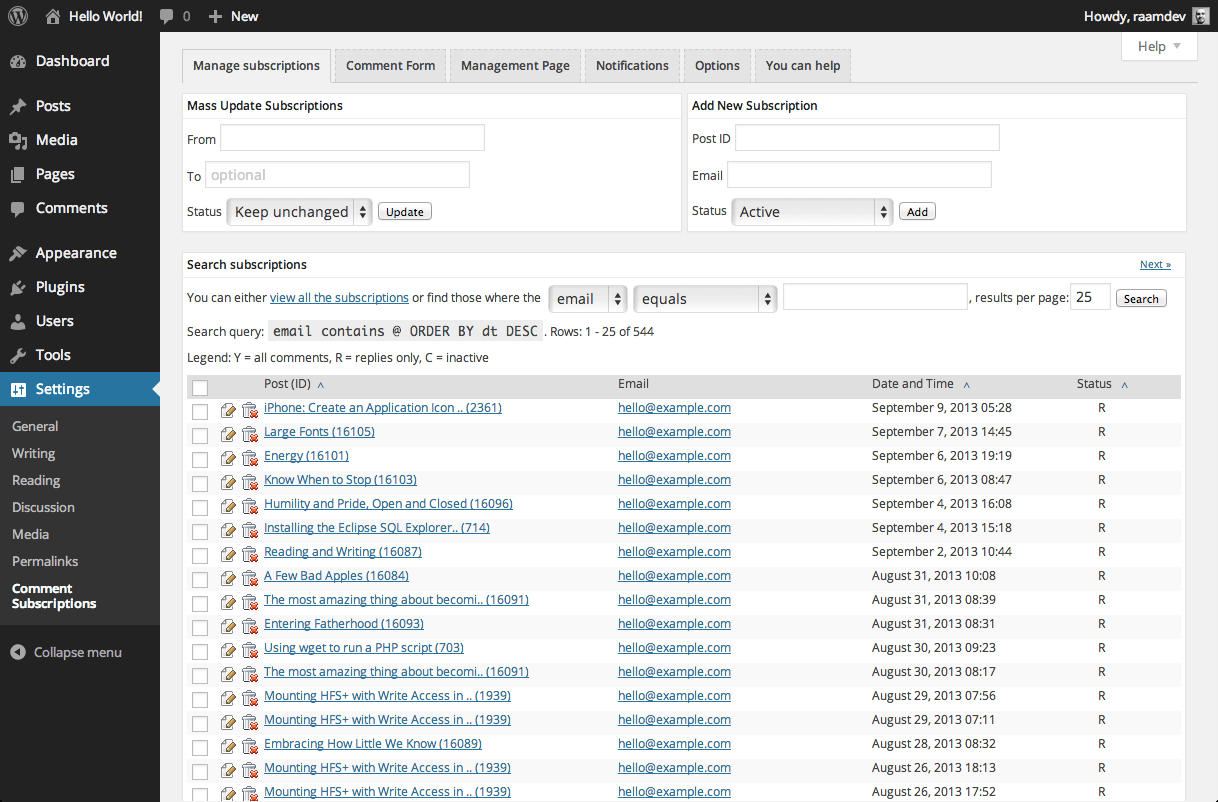 Hello World! 0 + New Howdy, raamdev
Help ▼
Dashboard
Posts
Media
Pages
Comments
Appearance
Plugins
Users
Tools
Settings
General
Writing
Reading
Discussion
Media
Permalinks
Comment
Subscriptions
Collapse menu
Manage subscriptions Comment Form Management Page Notifications Options You can help
Mass Update Subscriptions
From
To optional
Status Keep unchanged Update
Add New Subscription
Post ID
Email
Status Active Add
Search subscriptions Next »
You can either view all the subscriptions or find those where the email equals , results per page: 25 Search
Search query: email contains @ ORDER BY dt DESC . Rows: 1 - 25 of 544
Legend: Y = all comments, R = replies only, C = inactive
Post (ID) ∧ Email Date and Time ∧ Status ∧
iPhone: Create an Application Icon .. (2361) hello@example.com September 9, 2013 05:28 R
Large Fonts (16105) hello@example.com September 7, 2013 14:45 R
Energy (16101) hello@example.com September 6, 2013 19:19 R
Know When to Stop (16103) hello@example.com September 6, 2013 08:47 R
Humility and Pride, Open and Closed (16096) hello@example.com September 4, 2013 16:08 R
Installing the Eclipse SQL Explorer.. (714) hello@example.com September 4, 2013 15:18 R
Reading and Writing (16087) hello@example.com September 2, 2013 10:44 R
A Few Bad Apples (16084) hello@example.com August 31, 2013 10:08 R
The most amazing thing about becomi.. (16091) hello@example.com August 31, 2013 08:39 R
Entering Fatherhood (16093) hello@example.com August 31, 2013 08:31 R
Using wget to run a PHP script (703) hello@example.com August 30, 2013 09:23 R
The most amazing thing about becomi.. (16091) hello@example.com August 30, 2013 08:17 R
Mounting HFS+ with Write Access in .. (1939) hello@example.com August 29, 2013 07:56 R
Mounting HFS+ with Write Access in .. (1939) hello@example.com August 29, 2013 07:11 R
Embracing How Little We Know (16089) hello@example.com August 28, 2013 08:32 R
Mounting HFS+ with Write Access in .. (1939) hello@example.com August 26, 2013 18:13 R
Mounting HFS+ with Write Access in .. (1939) hello@example.com August 26, 2013 17:52 R